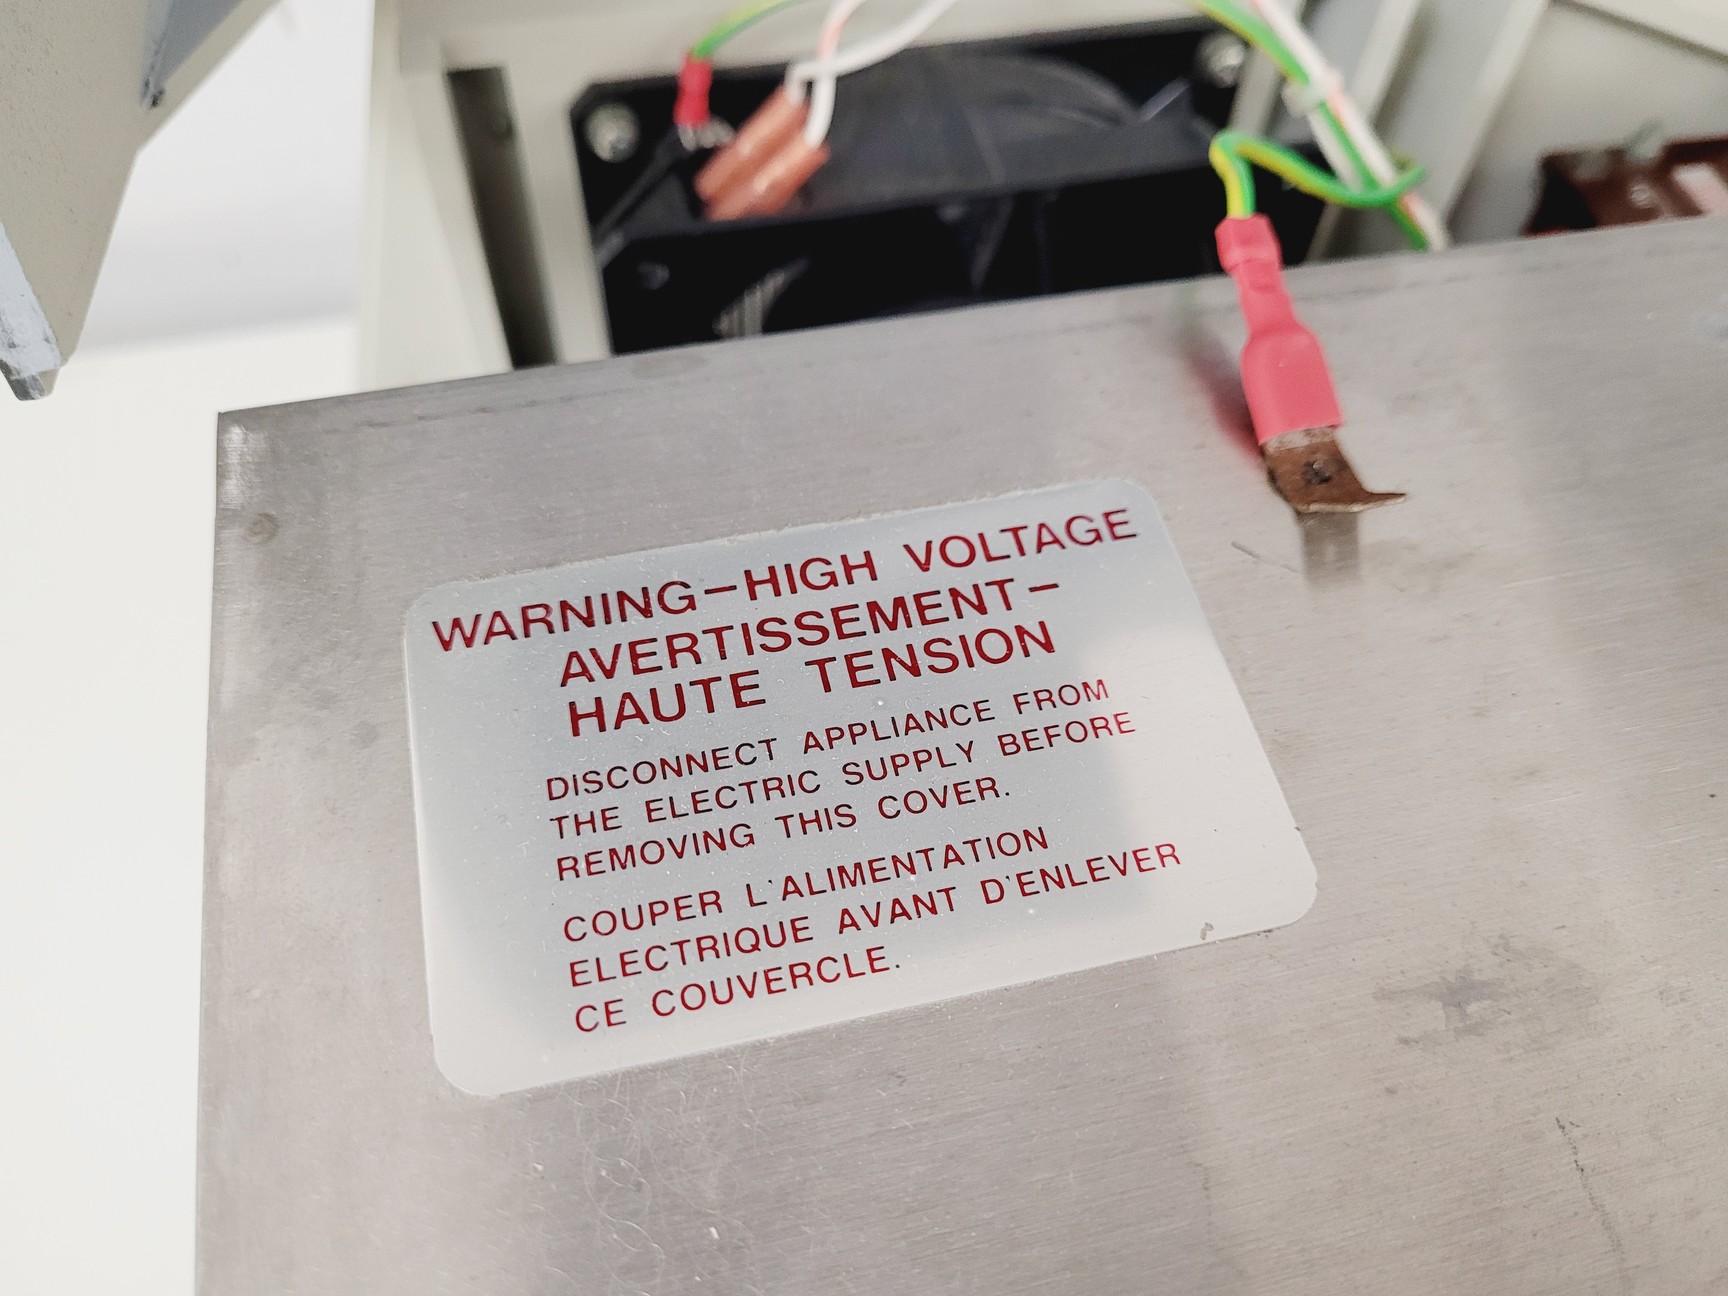 WARNING-HIGH VOLTAGE
AVERTISSEMENT-
HAUTE TENSION
DISCONNECT APPLIANCE FROM
THE ELECTRIC SUPPLY BEFORE
REMOVING THIS COVER.
COUPER L'ALIMENTATION
ELECTRIQUE AVANT D'ENLEVER
CE COUVERCLE.